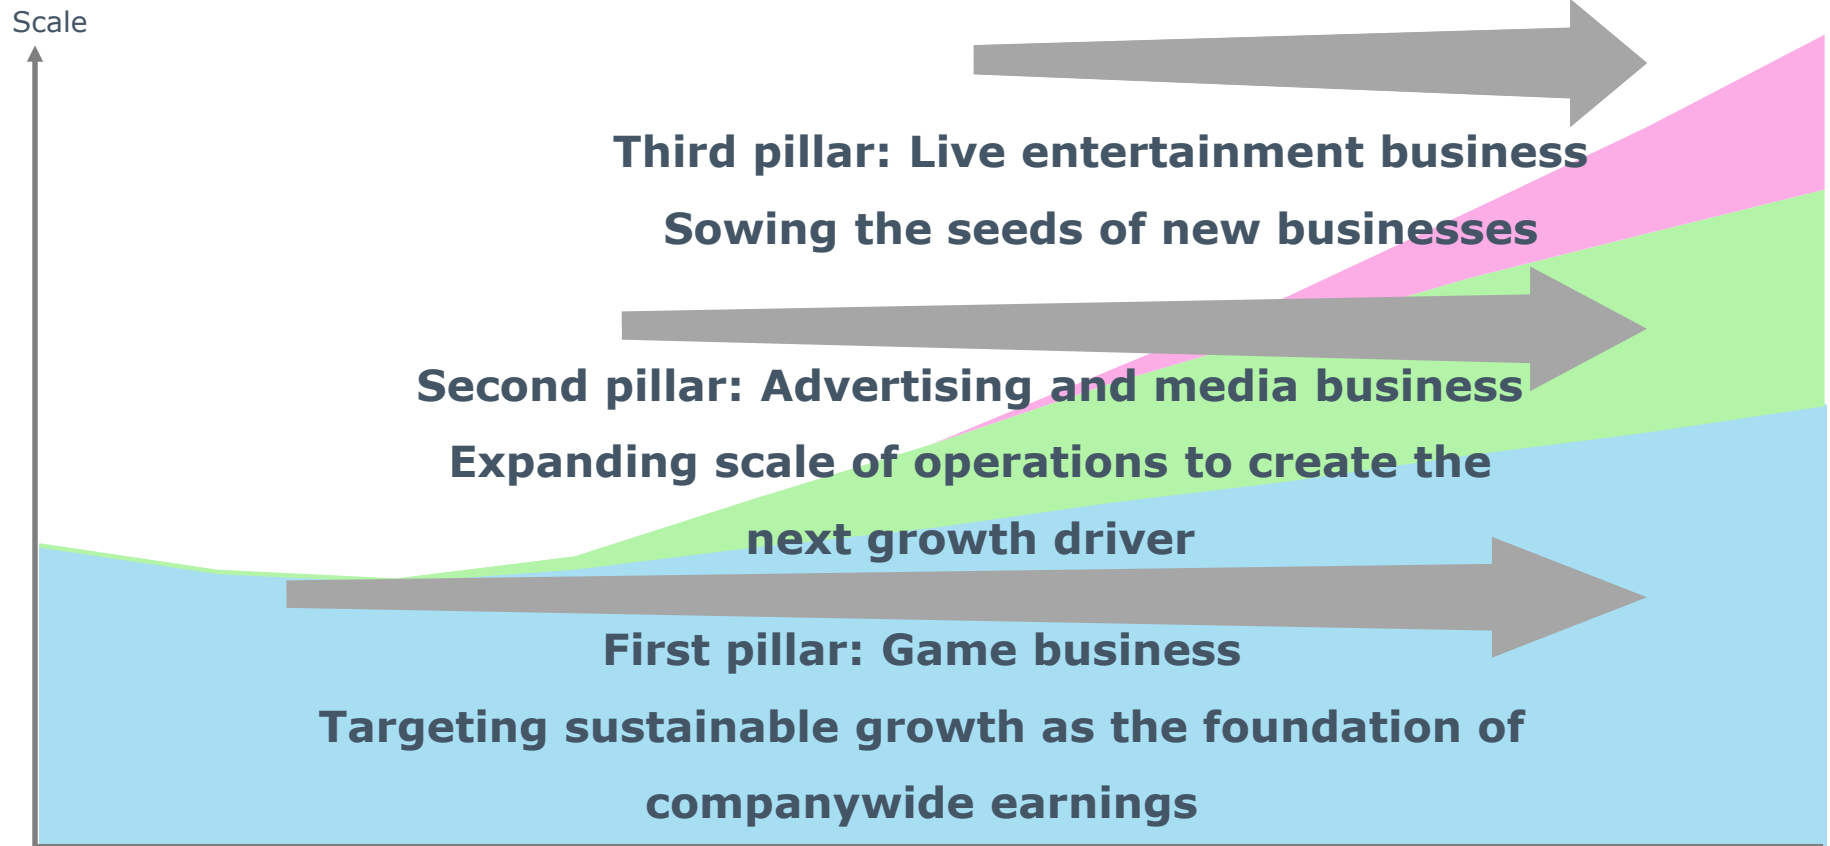 Scale
Third pillar: Live entertainment business
Sowing the seeds of new businesses
Second pillar: Advertising and media business
Expanding scale of operations to create the
next growth driver
First pillar: Game business
Targeting sustainable growth as the foundation of
companywide earnings